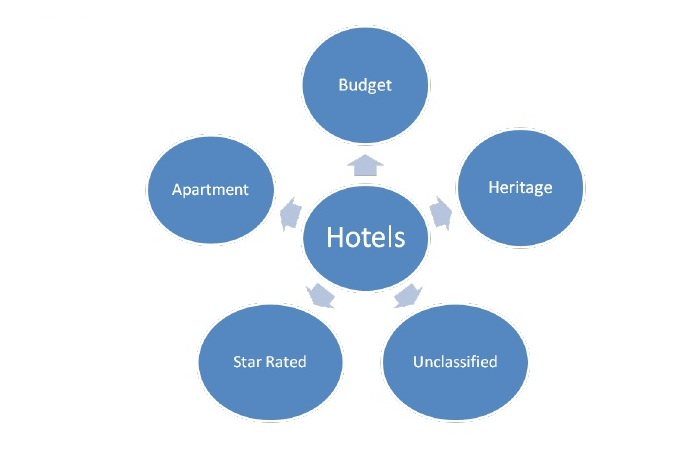 Budget
Apartment
Heritage
Hotels
Star Rated
Unclassified